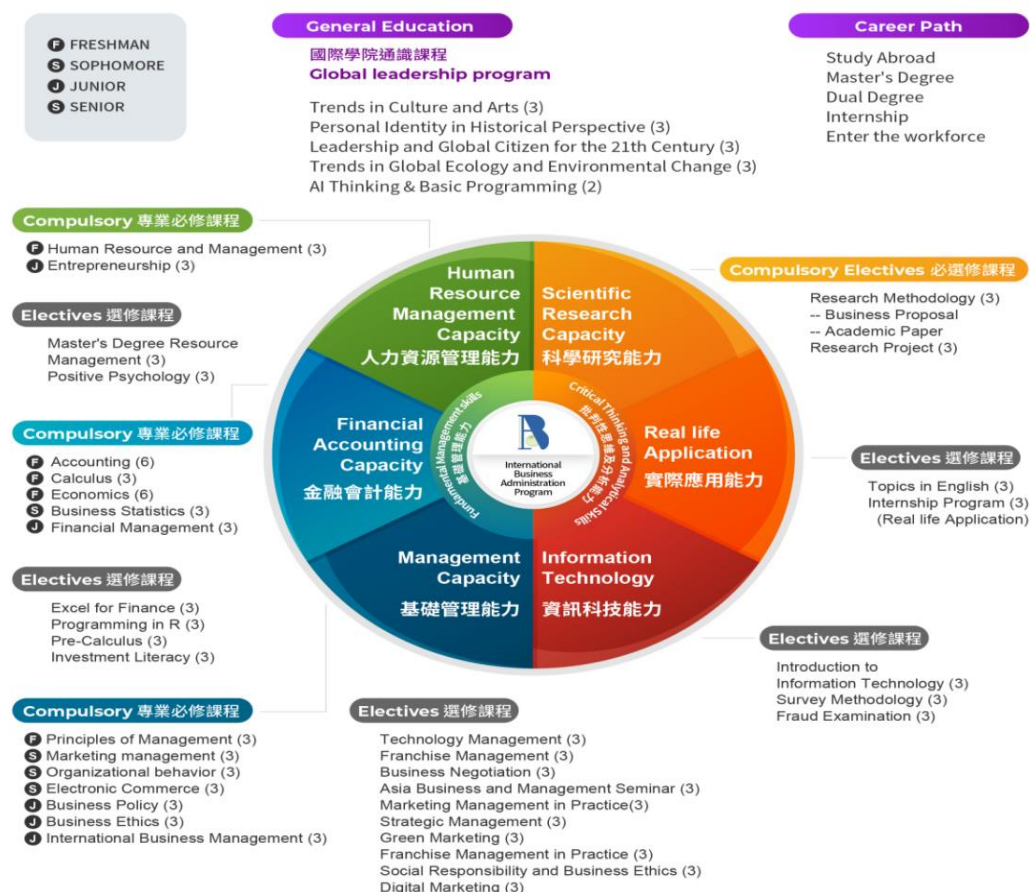 F FRESHMAN
S SOPHOMORE
J JUNIOR
S SENIOR
General Education
國際學院通識課程
Global leadership program
Trends in Culture and Arts (3)
Personal Identity in Historical Perspective (3)
Leadership and Global Citizen for the 21th Century (3)
Trends in Global Ecology and Environmental Change (3)
AI Thinking & Basic Programming (2)
Career Path
Study Abroad
Master's Degree
Dual Degree
Internship
Enter the workforce
Compulsory 專業必修課程
F Human Resource and Management (3)
J Entrepreneurship (3)
Electives 選修課程
Master's Degree Resource
Management (3)
Positive Psychology (3)
Compulsory 專業必修課程
F Accounting (6)
F Calculus (3)
F Economics (6)
S Business Statistics (3)
J Financial Management (3)
Electives 選修課程
Excel for Finance (3)
Programming in R (3)
Pre-Calculus (3)
Investment Literacy (3)
Compulsory 專業必修課程
F Principles of Management (3)
S Marketing management (3)
S Organizational behavior (3)
S Electronic Commerce (3)
J Business Policy (3)
J Business Ethics (3)
J International Business Management (3)
Human
Resource
Management
Capacity
人力資源管理能力
Scientific
Research
Capacity
科學研究能力
Financial
Accounting
Capacity
金融會計能力
Real life
Application
實際應用能力
Management
Capacity
基礎管理能力
Information
Technology
資訊科技能力
Fundamental Management skills
基礎管理能力
Critical Thinking and Analytical Skills
批判性思維及分析能力
B
International
Business
Administration
Program
Compulsory Electives 必選修課程
Research Methodology (3)
-- Business Proposal
-- Academic Paper
Research Project (3)
Electives 選修課程
Topics in English (3)
Internship Program (3)
(Real life Application)
Electives 選修課程
Introduction to
Information Technology (3)
Survey Methodology (3)
Fraud Examination (3)
Electives 選修課程
Technology Management (3)
Franchise Management (3)
Business Negotiation (3)
Asia Business and Management Seminar (3)
Marketing Management in Practice(3)
Strategic Management (3)
Green Marketing (3)
Franchise Management in Practice (3)
Social Responsibility and Business Ethics (3)
Digital Marketing (3)